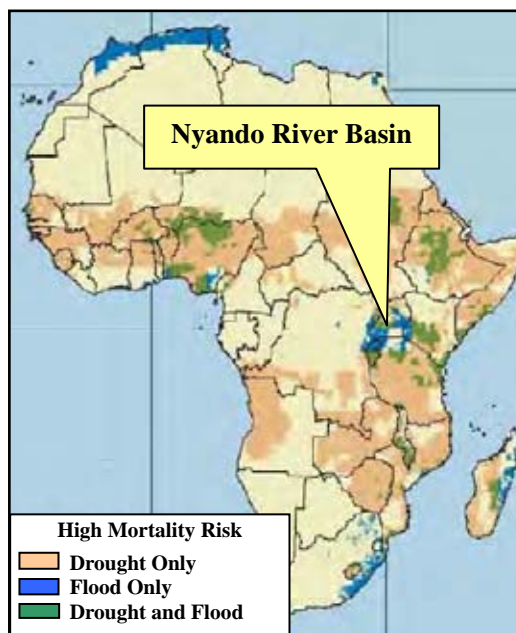 Nyando River Basin
High Mortality Risk
Drought Only
Flood Only
Drought and Flood